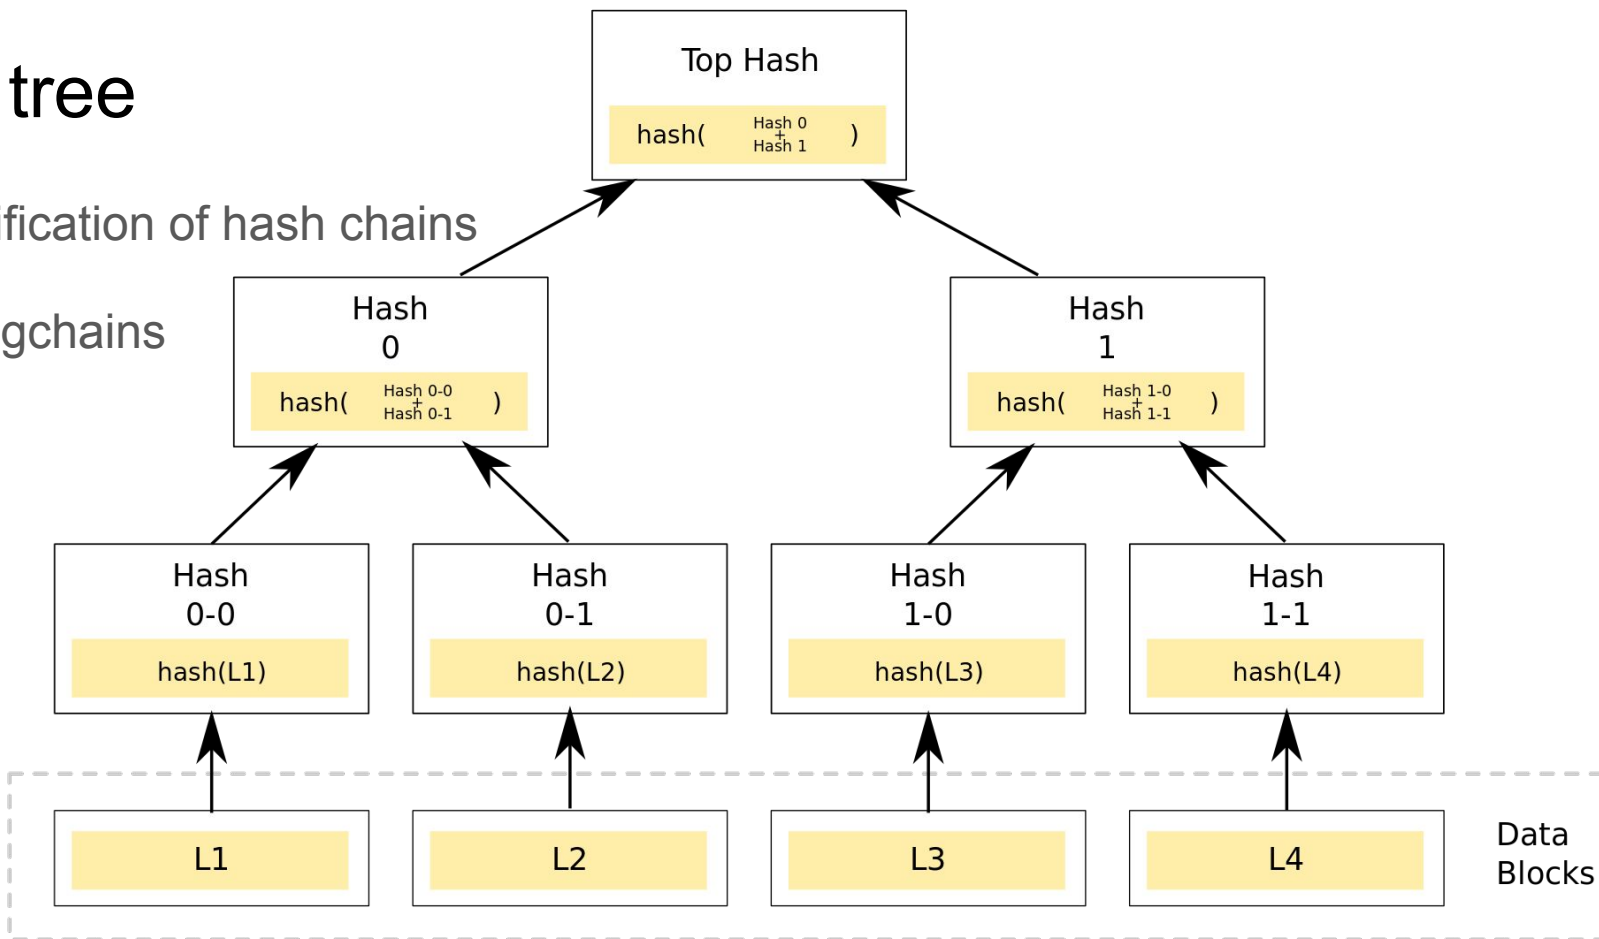 tree
ification of hash chains
gchains
Top Hash
hash( Hash 0 + Hash 1 )
Hash
0
hash( Hash 0-0 + Hash 0-1 )
Hash
1
hash( Hash 1-0 + Hash 1-1 )
Hash
0-0
hash(L1)
Hash
0-1
hash(L2)
Hash
1-0
hash(L3)
Hash
1-1
hash(L4)
L1
L2
L3
L4
Data
Blocks